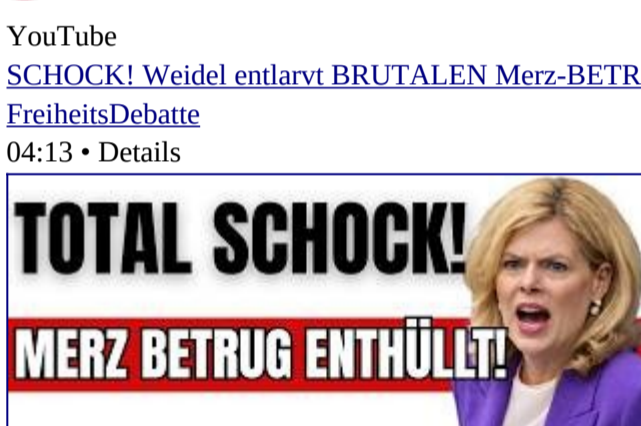 YouTube
SCHOCK! Weidel entlarvt BRUTALEN Merz-BETR
FreiheitsDebatte
04:13 • Details
TOTAL SCHOCK!
MERZ BETRUG ENTHÜLLT!